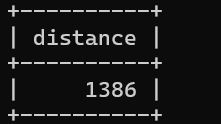 +----------+
| distance |
+----------+
|     1386 |
+----------+